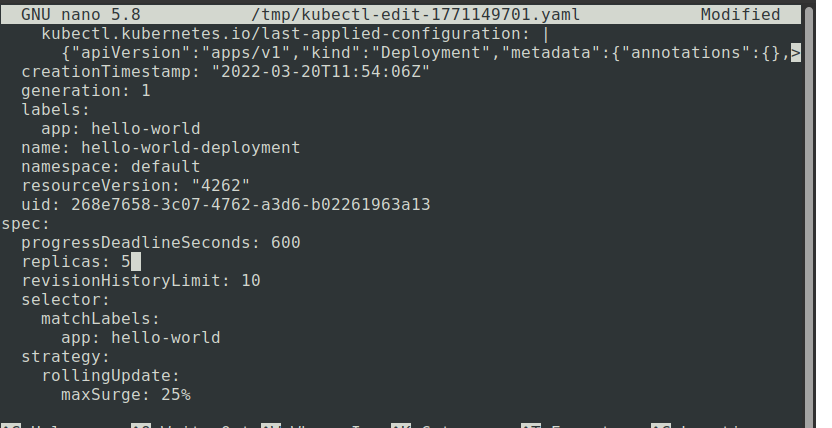 GNU nano 5.8 /tmp/kubectl-edit-1771149701.yaml Modified
kubectl.kubernetes.io/last-applied-configuration: |
{"apiVersion":"apps/v1","kind":"Deployment","metadata":{"annotations":{},>
creationTimestamp: "2022-03-20T11:54:06Z"
generation: 1
labels:
app: hello-world
name: hello-world-deployment
namespace: default
resourceVersion: "4262"
uid: 268e7658-3c07-4762-a3d6-b02261963a13
spec:
progressDeadlineSeconds: 600
replicas: 5
revisionHistoryLimit: 10
selector:
matchLabels:
app: hello-world
strategy:
rollingUpdate:
maxSurge: 25%